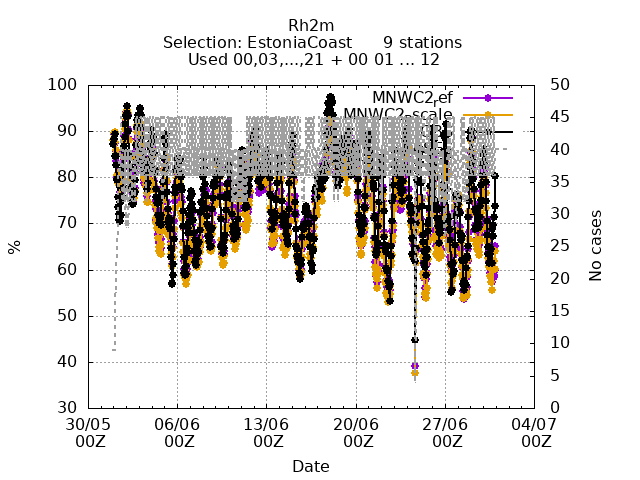 Rh2m
Selection: EstoniaCoast 9 stations
Used 00,03,...,21 + 00 01 ... 12
MNWC2_ref
MNWC2_scale
100
90
80
70
60
50
40
30
%
50
45
40
35
30
25
20
15
10
5
0
No cases
30/05 06/06 13/06 20/06 27/06 04/07
00Z 00Z 00Z 00Z 00Z 00Z
Date